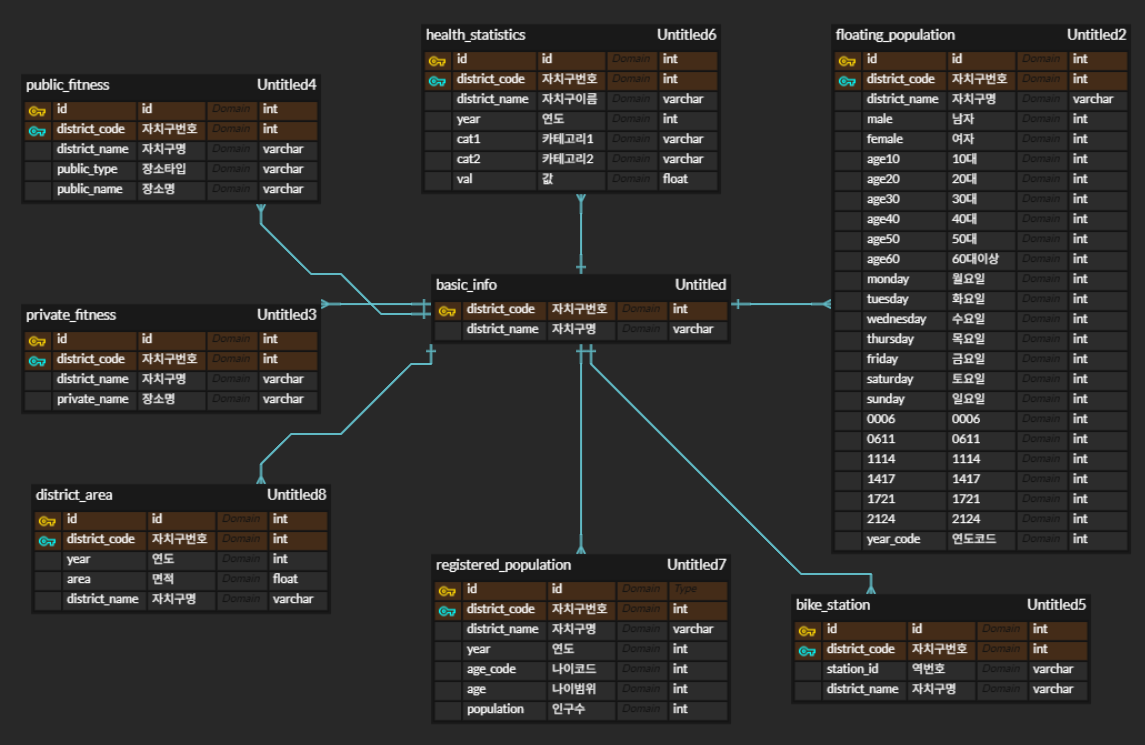 health_statistics Untitled6
id id Domain int
district_code 자치구번호 Domain int
district_name 자치구이름 Domain varchar
year 연도 Domain int
cat1 카테고리1 Domain varchar
cat2 카테고리2 Domain varchar
val 값 Domain float
floating_population Untitled2
id id Domain int
district_code 자치구번호 Domain int
district_name 자치구명 Domain varchar
male 남자 Domain int
female 여자 Domain int
age10 10대 Domain int
age20 20대 Domain int
age30 30대 Domain int
age40 40대 Domain int
age50 50대 Domain int
age60 60대이상 Domain int
monday 월요일 Domain int
tuesday 화요일 Domain int
wednesday 수요일 Domain int
thursday 목요일 Domain int
friday 금요일 Domain int
saturday 토요일 Domain int
sunday 일요일 Domain int
0006 0006 Domain int
0611 0611 Domain int
1114 1114 Domain int
1417 1417 Domain int
1721 1721 Domain int
2124 2124 Domain int
year_code 연도코드 Domain int
public_fitness Untitled4
id id Domain int
district_code 자치구번호 Domain int
district_name 자치구명 Domain varchar
public_type 장소타입 Domain varchar
public_name 장소명 Domain varchar
basic_info Untitled
district_code 자치구번호 Domain int
district_name 자치구명 Domain varchar
private_fitness Untitled3
id id Domain int
district_code 자치구번호 Domain int
district_name 자치구명 Domain varchar
private_name 장소명 Domain varchar
district_area Untitled8
id id Domain int
district_code 자치구번호 Domain int
year 연도 Domain int
area 면적 Domain float
district_name 자치구명 Domain varchar
registered_population Untitled7
id id Domain Type
district_code 자치구번호 Domain int
district_name 자치구명 Domain varchar
year 연도 Domain int
age_code 나이코드 Domain int
age 나이범위 Domain int
population 인구수 Domain int
bike_station Untitled5
id id Domain int
district_code 자치구번호 Domain int
station_id 역번호 Domain varchar
district_name 자치구명 Domain varchar